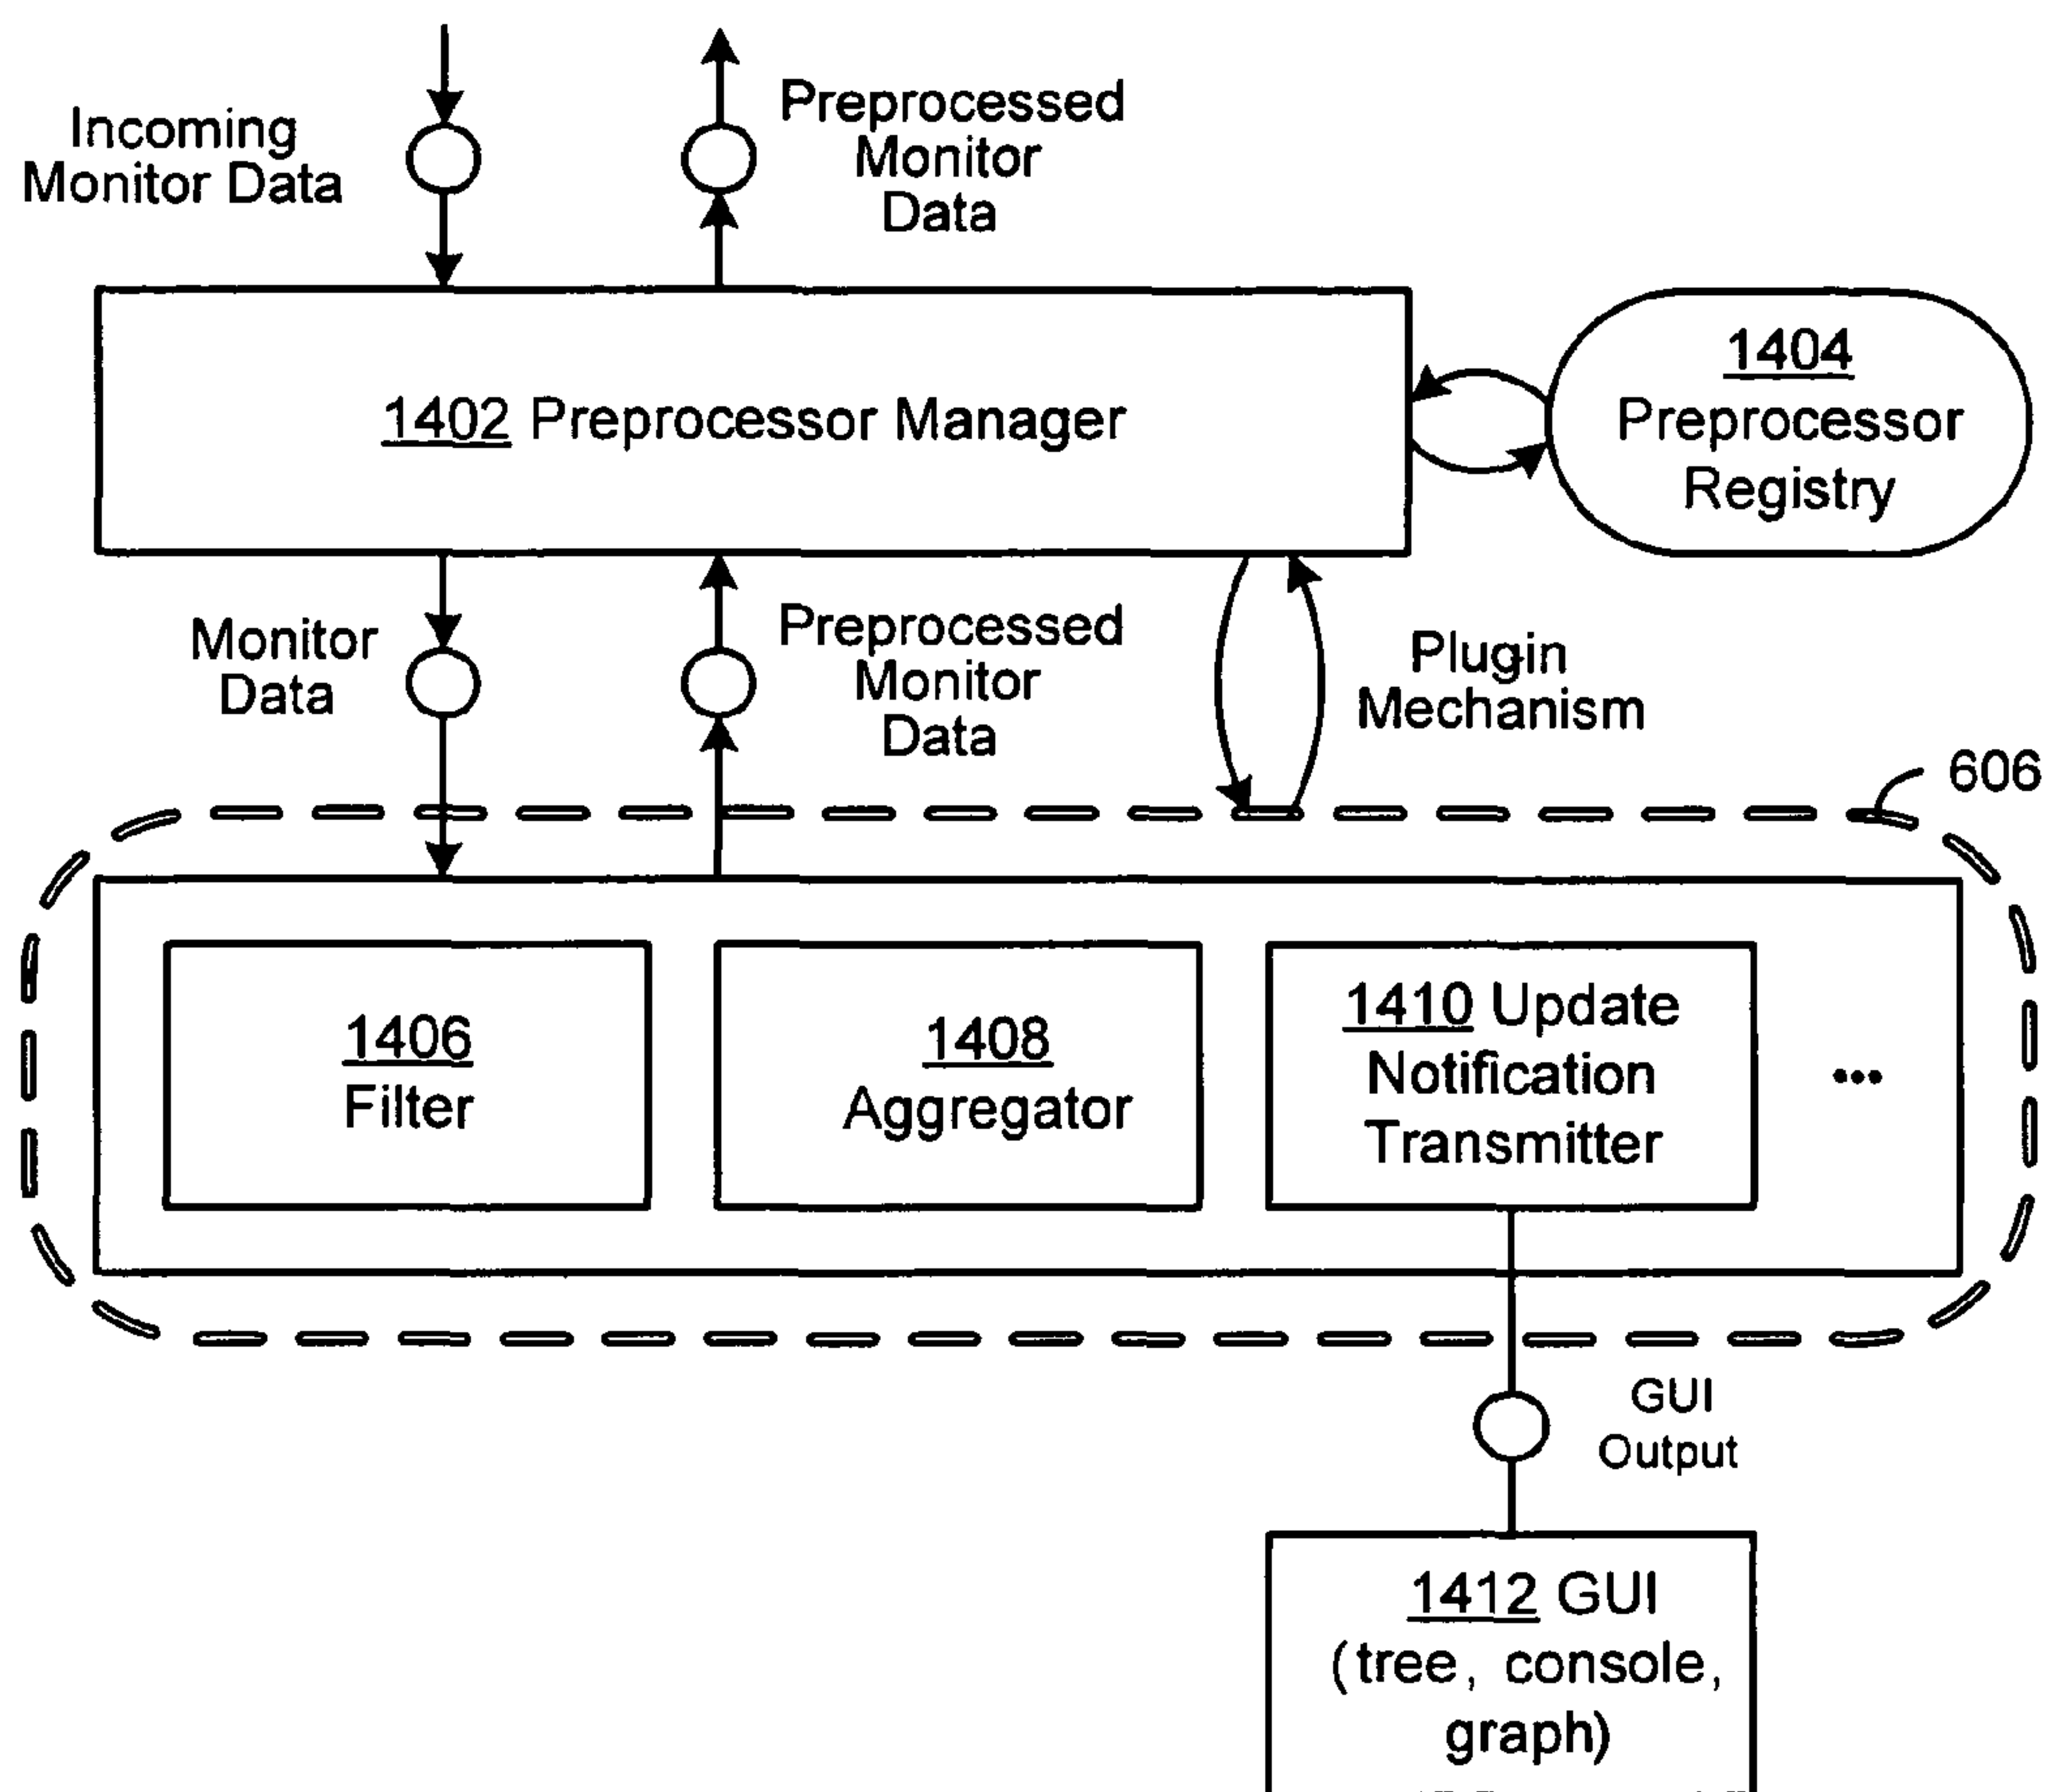 Incoming
Monitor Data
Preprocessed
Monitor
Data
1402 Preprocessor Manager
1404
Preprocessor
Registry
Monitor
Data
Preprocessed
Monitor
Data
Plugin
Mechanism
606
1406
Filter
1408
Aggregator
1410 Update
Notification
Transmitter
...
GUI
Output
1412 GUI
(tree, console,
graph)